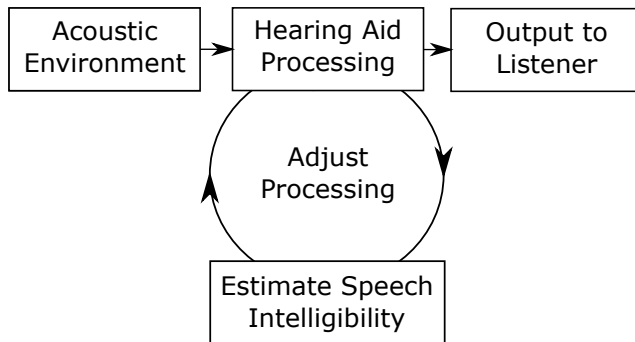 Acoustic
Environment
Hearing Aid
Processing
Output to
Listener
Adjust
Processing
Estimate Speech
Intelligibility